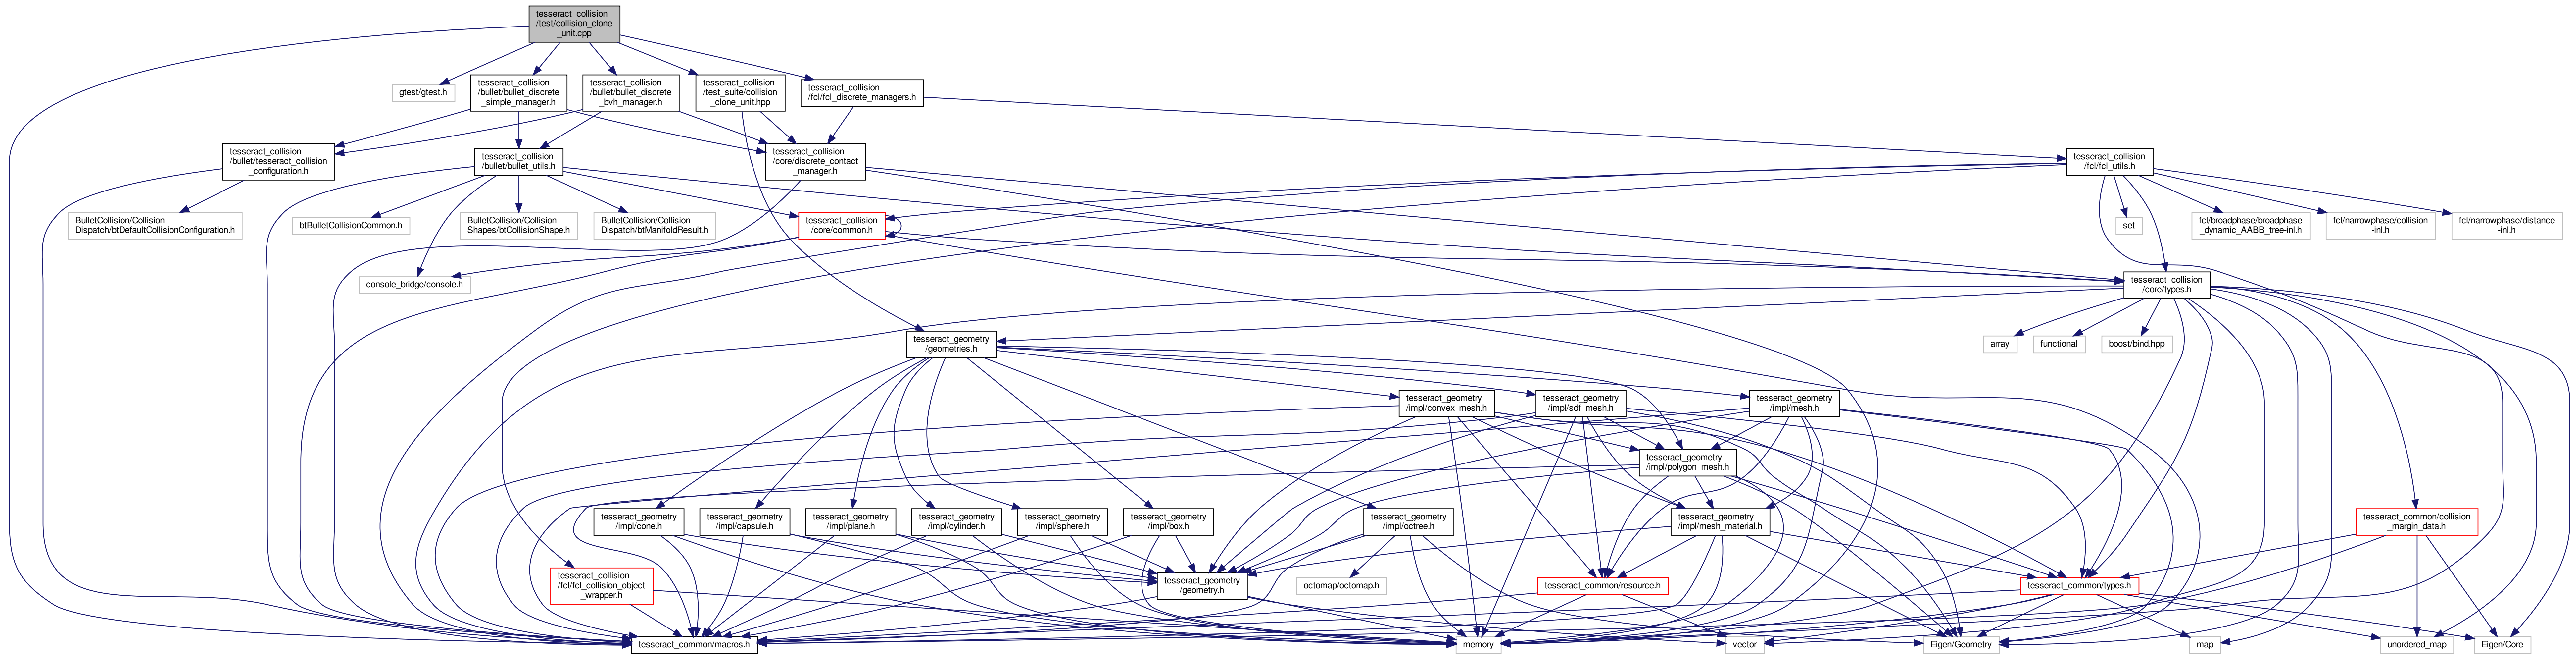 tesseract_collision
/test/collision_clone
_unit.cpp
gtest/gtest.h
tesseract_collision
/bullet/bullet_discrete
_simple_manager.h
tesseract_collision
/bullet/bullet_discrete
_bvh_manager.h
tesseract_collision
/test_suite/collision
_clone_unit.hpp
tesseract_collision
/fcl/fcl_discrete_managers.h
tesseract_collision
/bullet/tesseract_collision
_configuration.h
tesseract_collision
/bullet/bullet_utils.h
tesseract_collision
/core/discrete_contact
_manager.h
tesseract_collision
/fcl/fcl_utils.h
BulletCollision/Collision
Dispatch/btDefaultCollisionConfiguration.h
btBulletCollisionCommon.h
BulletCollision/Collision
Shapes/btCollisionShape.h
BulletCollision/Collision
Dispatch/btManifoldResult.h
tesseract_collision
/core/common.h
set
fcl/broadphase/broadphase
_dynamic_AABB_tree-inl.h
fcl/narrowphase/collision
-inl.h
fcl/narrowphase/distance
-inl.h
console_bridge/console.h
tesseract_collision
/core/types.h
tesseract_geometry
/geometries.h
array
functional
boost/bind.hpp
tesseract_geometry
/impl/convex_mesh.h
tesseract_geometry
/impl/sdf_mesh.h
tesseract_geometry
/impl/mesh.h
tesseract_geometry
/impl/polygon_mesh.h
tesseract_geometry
/impl/cone.h
tesseract_geometry
/impl/capsule.h
tesseract_geometry
/impl/plane.h
tesseract_geometry
/impl/cylinder.h
tesseract_geometry
/impl/sphere.h
tesseract_geometry
/impl/box.h
tesseract_geometry
/impl/octree.h
tesseract_geometry
/impl/mesh_material.h
tesseract_common/collision
_margin_data.h
tesseract_collision
/fcl/fcl_collision_object
_wrapper.h
tesseract_geometry
/geometry.h
octomap/octomap.h
tesseract_common/resource.h
tesseract_common/types.h
tesseract_common/macros.h
memory
vector
Eigen/Geometry
map
unordered_map
Eigen/Core